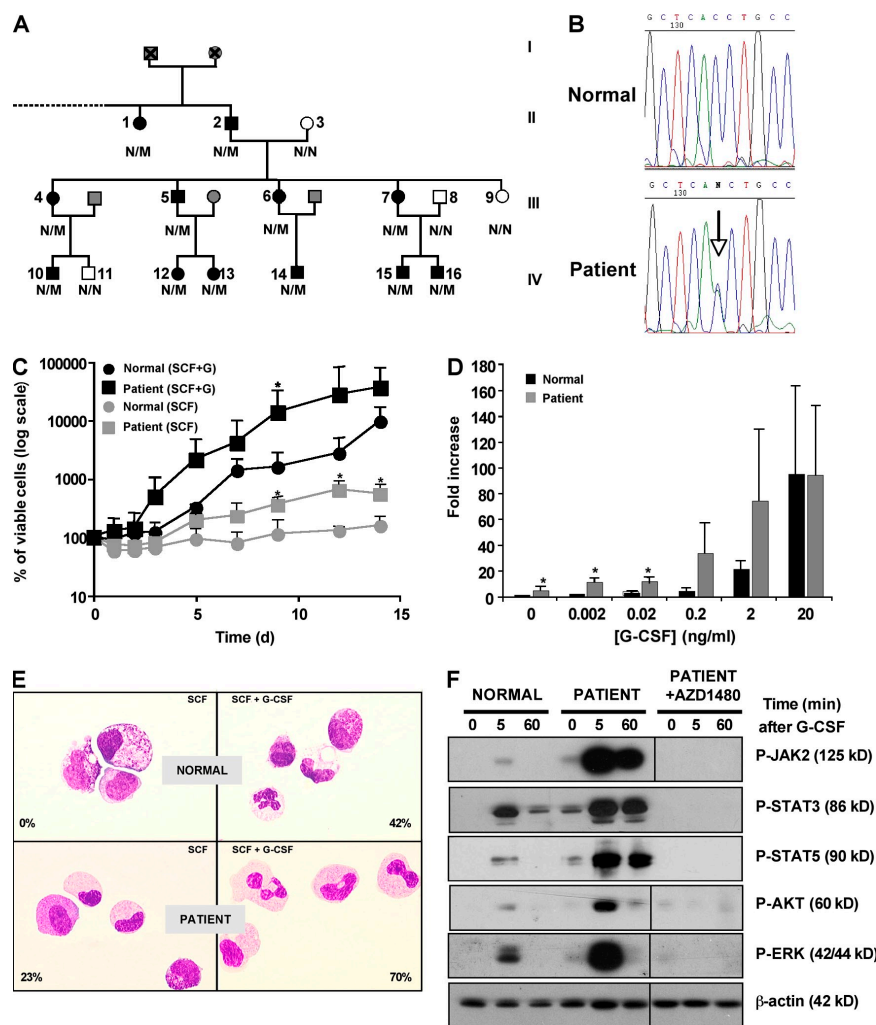 A
I
II
III
IV
1
2
3
N/M
N/M
N/N
4
5
6
7
8
9
N/M
N/M
N/M
N/M
N/N
N/N
10
11
12
13
14
15
16
N/M
N/N
N/M
N/M
N/M
N/M
N/M
B
G C T C A C C T G C C
130
Normal
G C T C A N C T G C C
130
Patient
C
% of viable cells (log scale)
100000
10000
1000
100
10
Normal (SCF+G)
Patient (SCF+G)
Normal (SCF)
Patient (SCF)
*
*
*
*
0
5
10
15
Time (d)
D
Fold increase
180
160
140
120
100
80
60
40
20
0
Normal
Patient
*
*
*
0
0.002
0.02
0.2
2
20
[G-CSF] (ng/ml)
E
SCF
SCF + G-CSF
NORMAL
0%
42%
SCF
SCF + G-CSF
PATIENT
23%
70%
F
NORMAL
PATIENT
PATIENT
+AZD1480
Time (min)
after G-CSF
0 5 60
0 5 60
0 5 60
P-JAK2 (125 kD)
P-STAT3 (86 kD)
P-STAT5 (90 kD)
P-AKT (60 kD)
P-ERK (42/44 kD)
β-actin (42 kD)